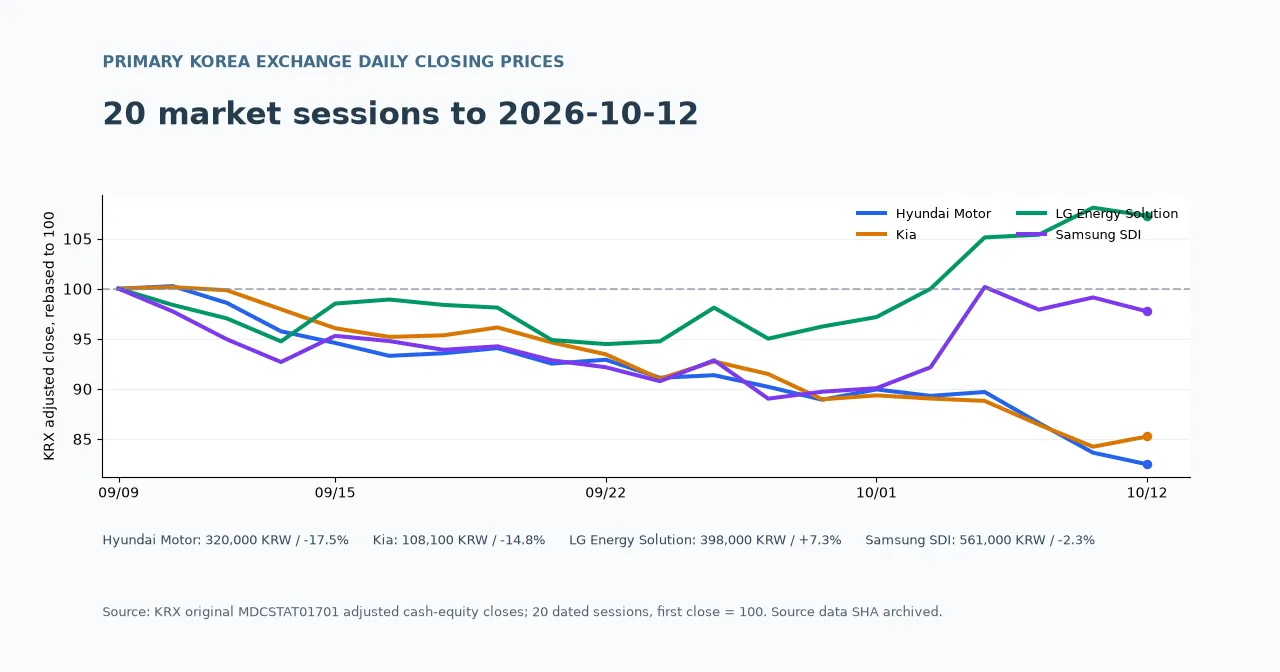 PRIMARY KOREA EXCHANGE DAILY CLOSING PRICES
20 market sessions to 2026-10-12
KRX adjusted close, rebased to 100
Hyundai Motor
LG Energy Solution
Kia
Samsung SDI
105
100
95
90
85
09/09
09/15
09/22
10/01
10/12
Hyundai Motor: 320,000 KRW / -17.5%
Kia: 108,100 KRW / -14.8%
LG Energy Solution: 398,000 KRW / +7.3%
Samsung SDI: 561,000 KRW / -2.3%
Source: KRX original MDCSTAT01701 adjusted cash-equity closes; 20 dated sessions, first close = 100. Source data SHA archived.